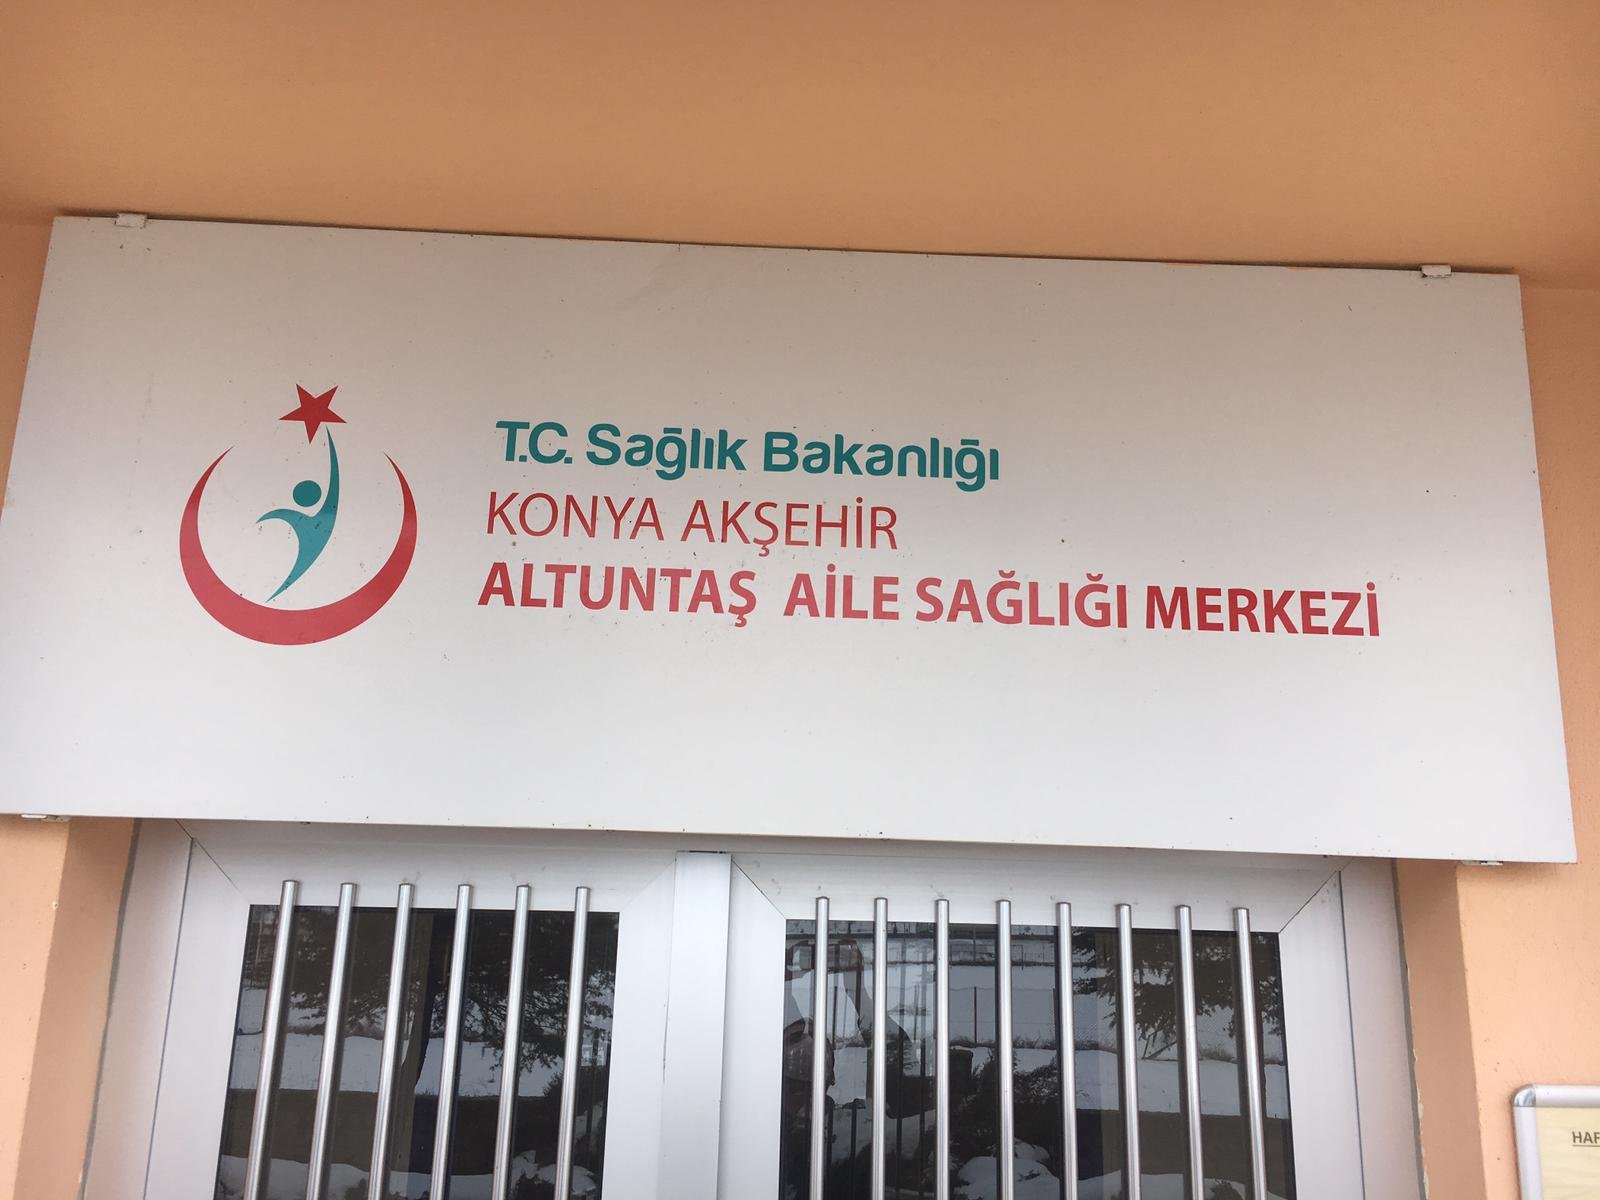 T.C. Sağlık Bakanlığı
KONYA AKŞEHİR
ALTUNTAŞ AİLE SAĞLIĞI MERKEZİ